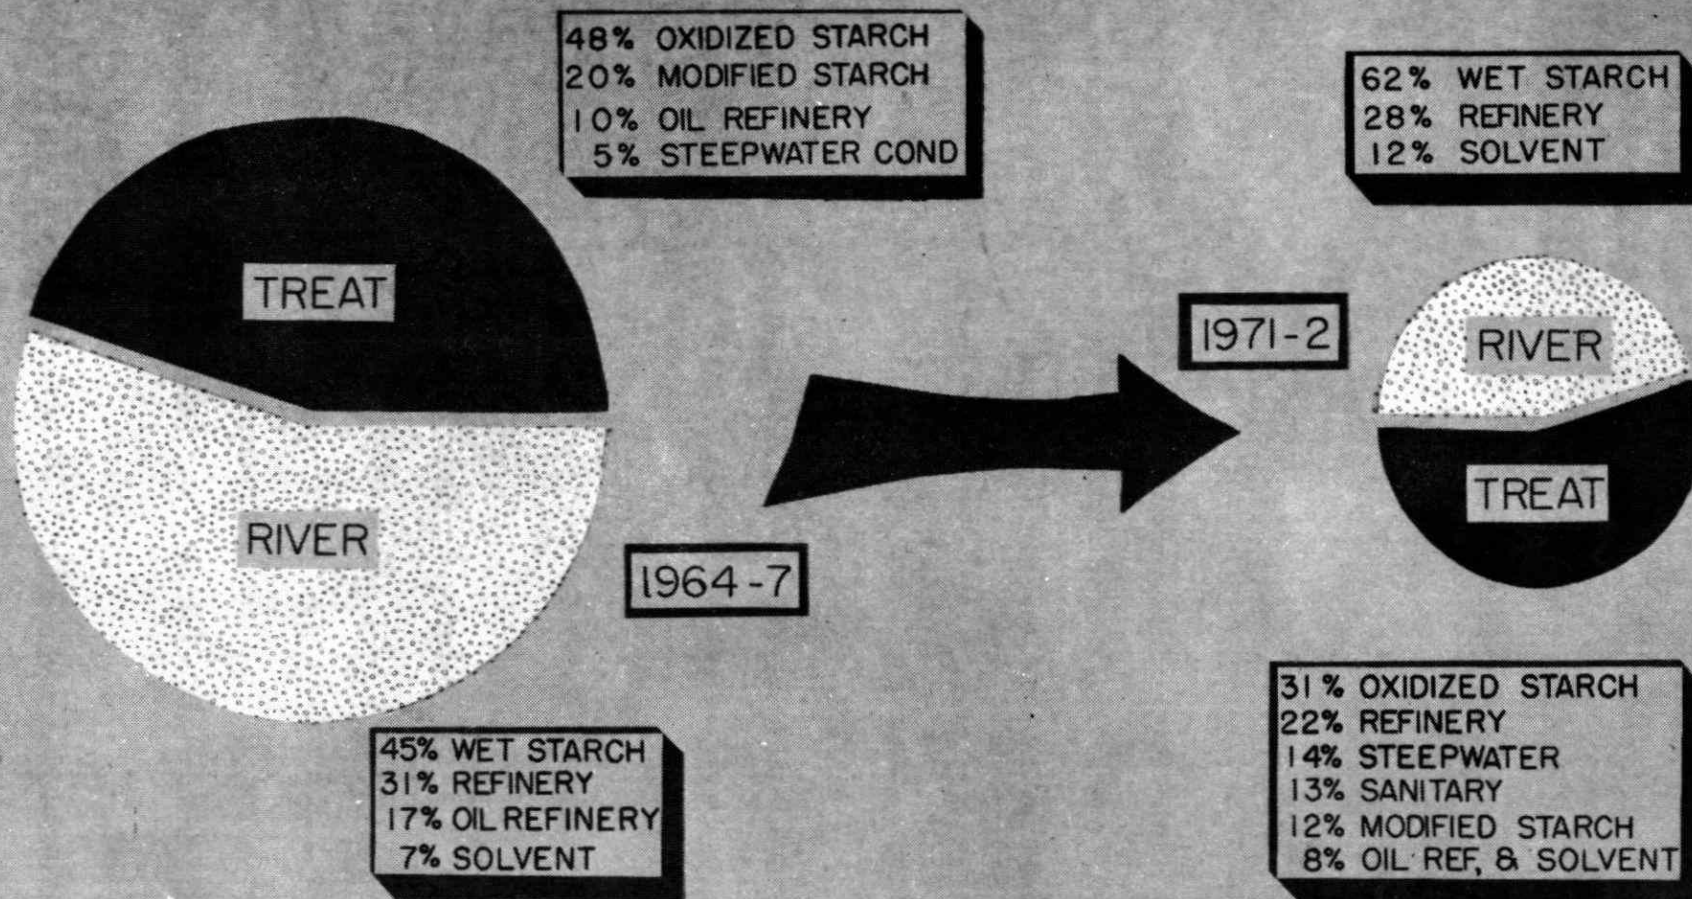 48% OXIDIZED STARCH
20% MODIFIED STARCH
10% OIL REFINERY
5% STEEPWATER COND
TREAT
RIVER
1964-7
45% WET STARCH
31% REFINERY
17% OIL REFINERY
7% SOLVENT
62% WET STARCH
28% REFINERY
12% SOLVENT
1971-2
RIVER
TREAT
31% OXIDIZED STARCH
22% REFINERY
14% STEEPWATER
13% SANITARY
12% MODIFIED STARCH
8% OIL REF, & SOLVENT